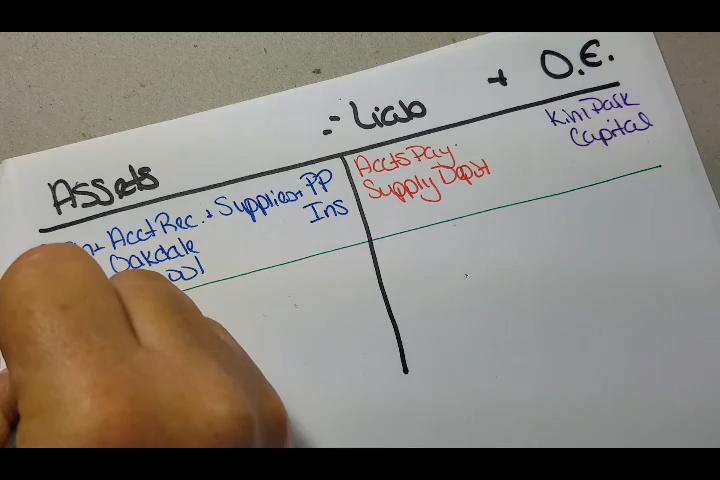 Assets = Liab + O.E.
+ Acct Rec. + Supplies + PP
Oakdale
Ins
Accts Pay.
Supply Depot
Kim Park
Capital